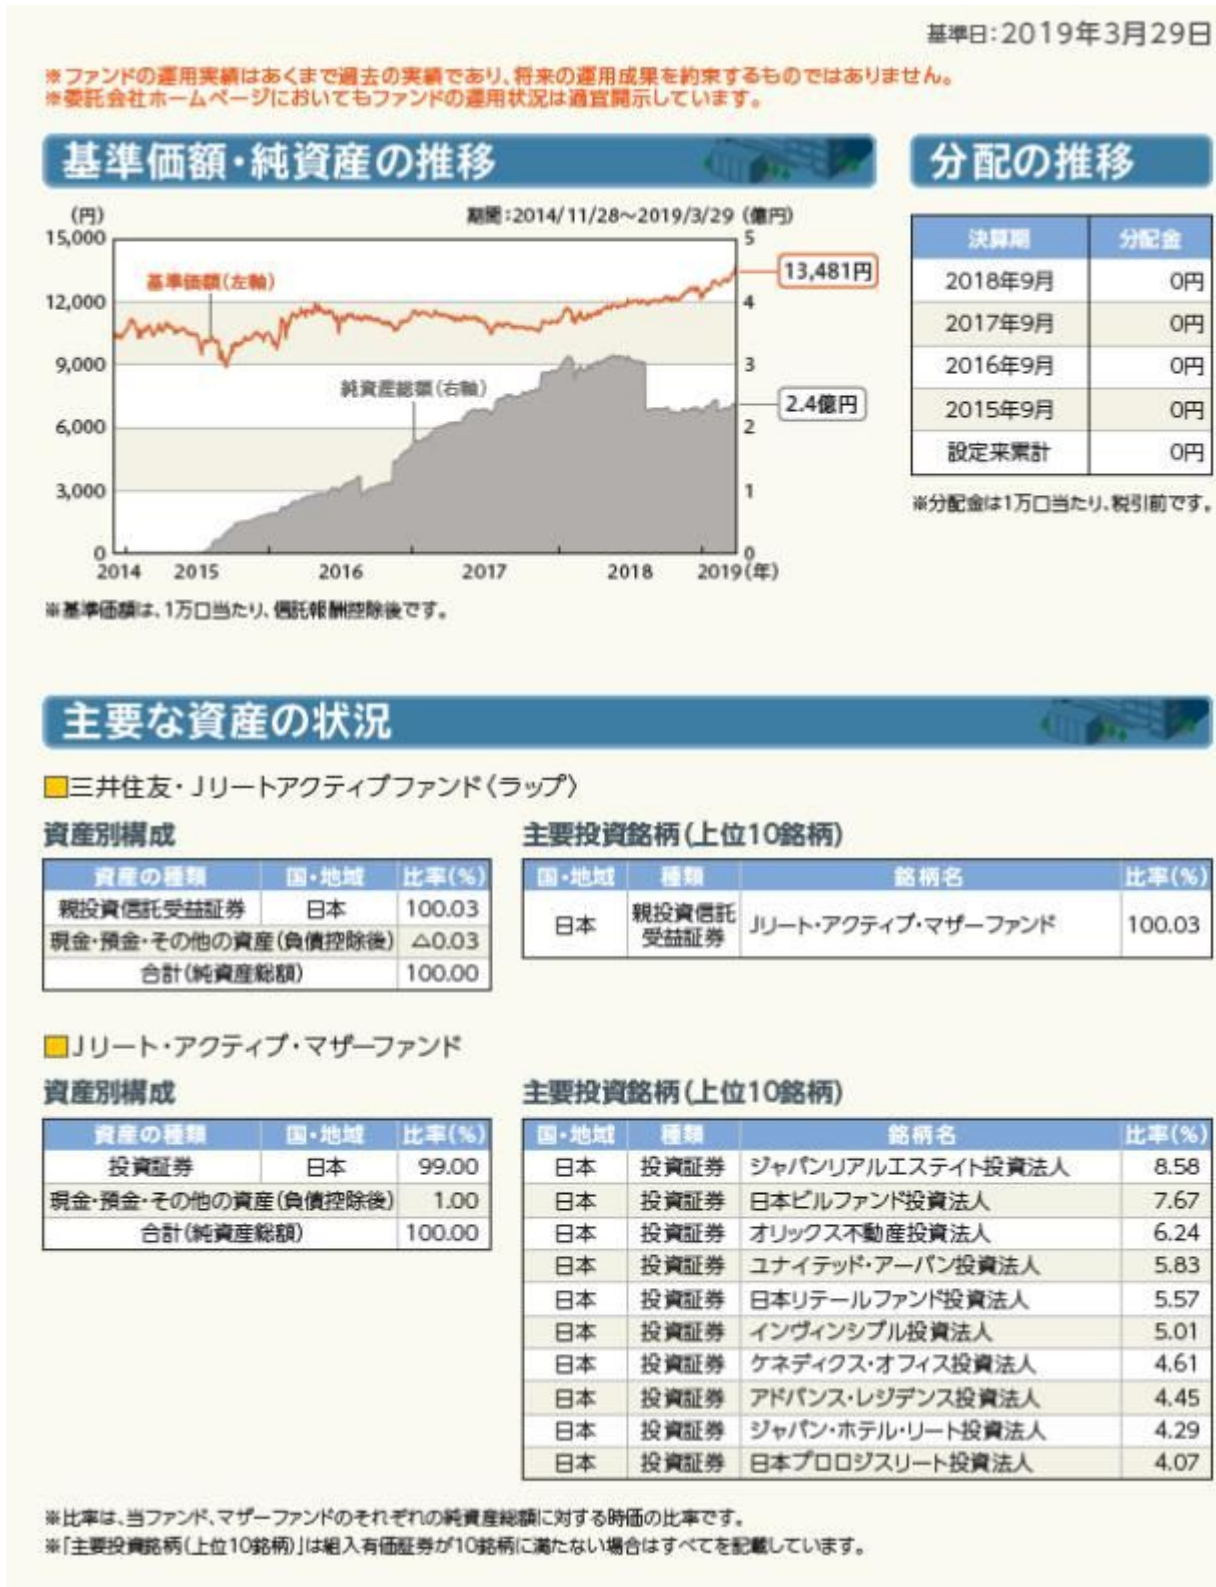 基準日:2019年3月29日
※ファンドの運用実績はあくまで過去の実績であり、将来の運用成果を約束するものではありません。
※委託会社ホームページにおいてもファンドの運用状況は適宜開示しています。
基準価額・純資産の推移
(円)
期間:2014/11/28～2019/3/29
(億円)
15,000
12,000
9,000
6,000
3,000
0
基準価額(左軸)
純資産総額(右軸)
5
4
3
2
1
0
13,481円
2.4億円
2014 2015 2016 2017 2018 2019(年)
※基準価額は、1万口当たり、信託報酬控除後です。
分配の推移
決算期 分配金
2018年9月 0円
2017年9月 0円
2016年9月 0円
2015年9月 0円
設定来累計 0円
※分配金は1万口当たり、税引前です。
主要な資産の状況
三井住友・Jリートアクティブファンド〈ラップ〉
資産別構成
資産の種類 国・地域 比率(%)
親投資信託受益証券 日本 100.03
現金・預金・その他の資産(負債控除後) △0.03
合計(純資産総額) 100.00
主要投資銘柄(上位10銘柄)
国・地域 種類 銘柄名 比率(%)
日本 親投資信託 Jリート・アクティブ・マザーファンド 100.03
受益証券
Jリート・アクティブ・マザーファンド
資産別構成
資産の種類 国・地域 比率(%)
投資証券 日本 99.00
現金・預金・その他の資産(負債控除後) 1.00
合計(純資産総額) 100.00
主要投資銘柄(上位10銘柄)
国・地域 種類 銘柄名 比率(%)
日本 投資証券 ジャパンリアルエステイト投資法人 8.58
日本 投資証券 日本ビルファンド投資法人 7.67
日本 投資証券 オリックス不動産投資法人 6.24
日本 投資証券 ユナイテッド・アーバン投資法人 5.83
日本 投資証券 日本リテールファンド投資法人 5.57
日本 投資証券 インヴィンシブル投資法人 5.01
日本 投資証券 ケネディクス・オフィス投資法人 4.61
日本 投資証券 アドバンス・レジデンス投資法人 4.45
日本 投資証券 ジャパン・ホテル・リート投資法人 4.29
日本 投資証券 日本プロロジスリート投資法人 4.07
※比率は、当ファンド、マザーファンドのそれぞれの純資産総額に対する時価の比率です。
※「主要投資銘柄(上位10銘柄)」は組入有価証券が10銘柄に満たない場合はすべてを記載しています。